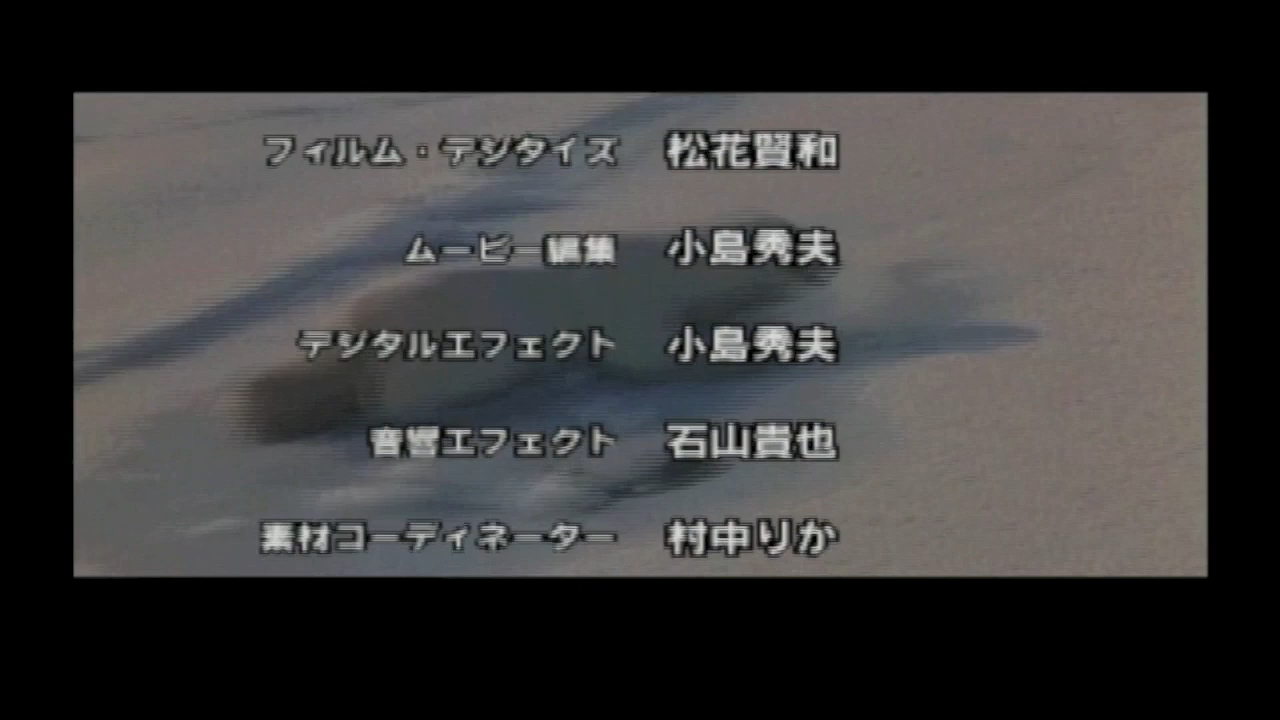 フィルム・デジタイズ 松花賢和
ムービー編集 小島秀夫
デジタルエフェクト 小島秀夫
音響エフェクト 石山貴也
素材コーディネーター 村中りか